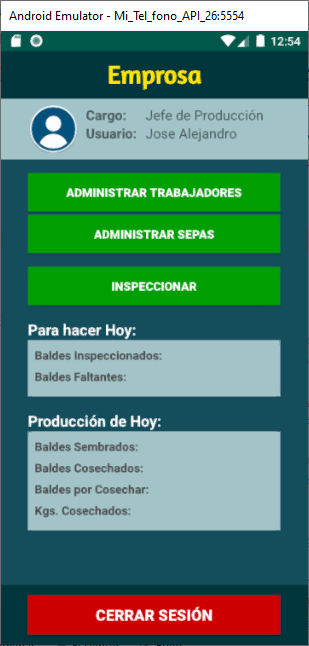 Android Emulator - Mi_Tel_fono_API_26:5554
12:54
Emprosa
Cargo: Jefe de Producción
Usuario: Jose Alejandro
ADMINISTRAR TRABAJADORES
ADMINISTRAR SEPAS
INSPECCIONAR
Para hacer Hoy:
Baldes Inspeccionados:
Baldes Faltantes:
Producción de Hoy:
Baldes Sembrados:
Baldes Cosechados:
Baldes por Cosechar:
Kgs. Cosechados:
CERRAR SESIÓN